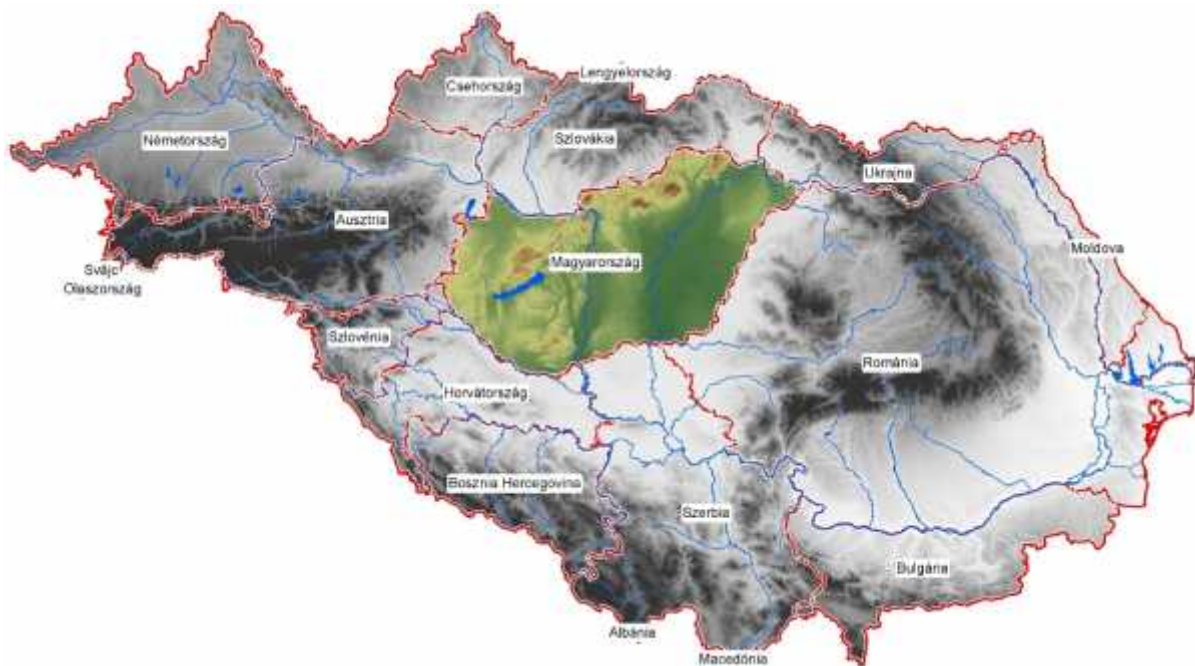 Lengyelország
Csehország
Németország
Szlovákia
Ukrajna
Ausztria
Moldova
Magyarország
Svájc
Olaszország
Szlovénia
Románia
Horvátország
Bosznia Hercegovina
Szerbia
Bulgária
Albánia
Macedónia